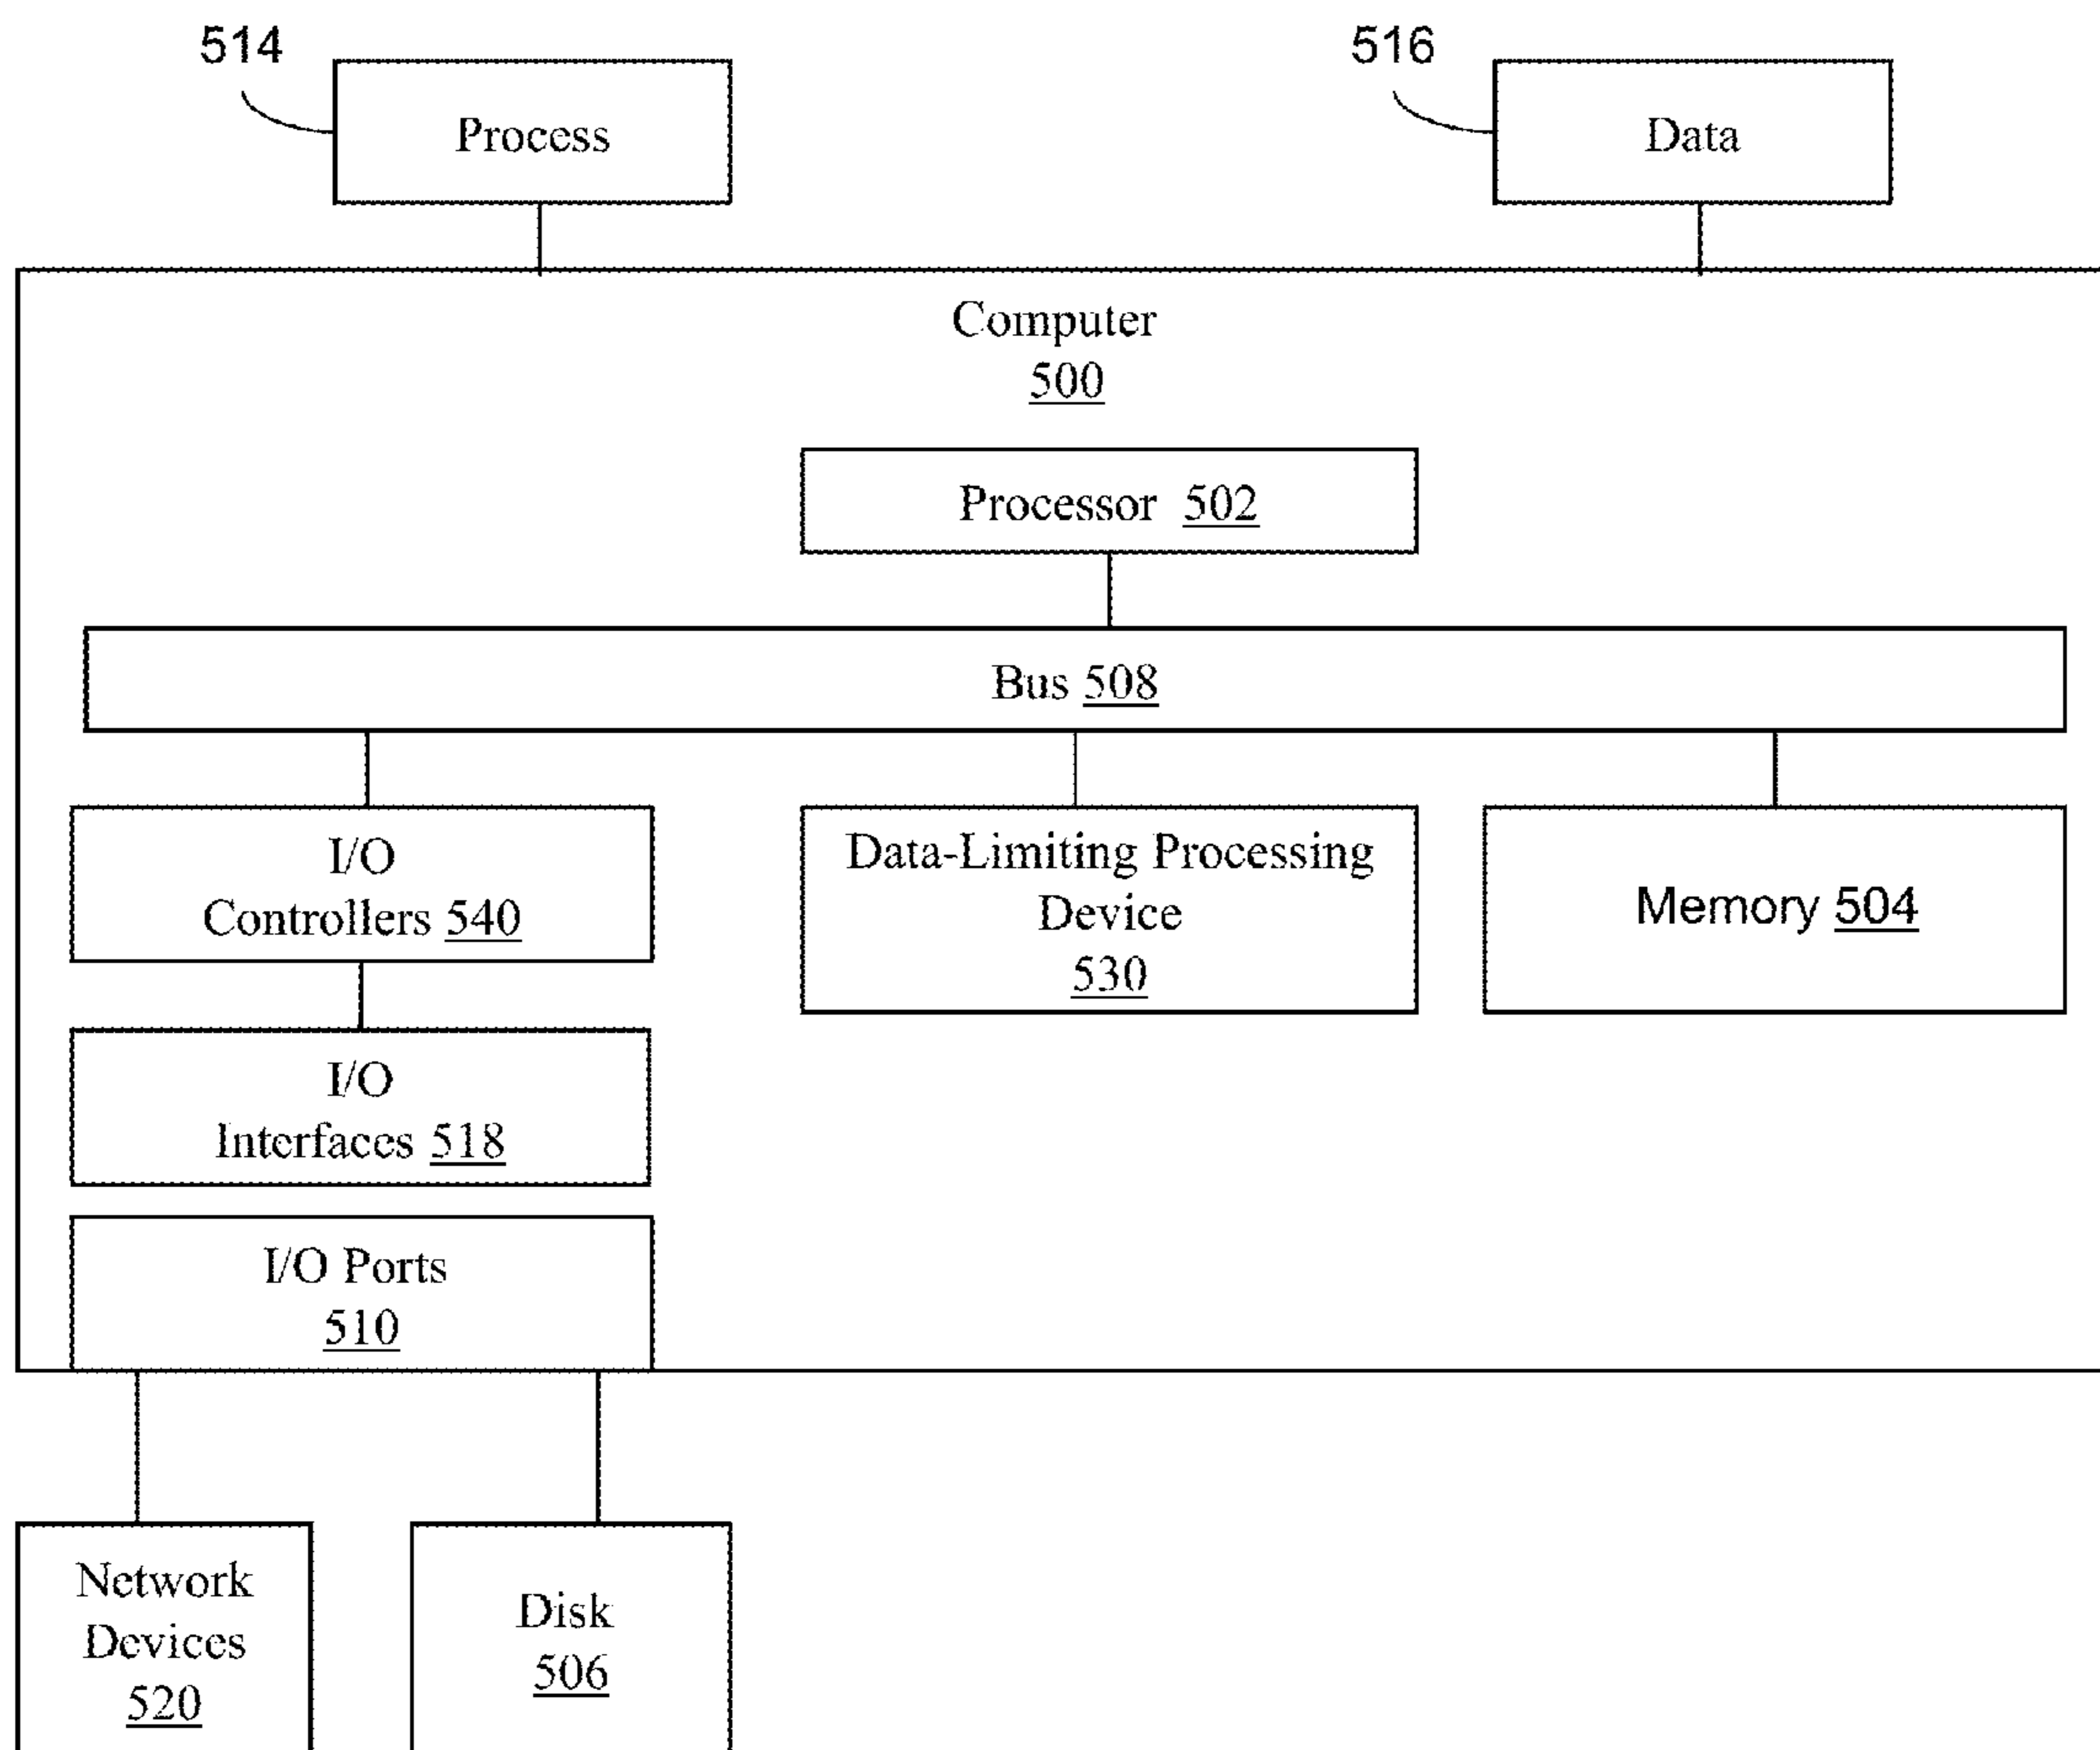 514
Process
516
Data
Computer
500
Processor 502
Bus 508
I/O
Controllers 540
Data-Limiting Processing
Device
530
Memory 504
I/O
Interfaces 518
I/O Ports
510
Network
Devices
520
Disk
506